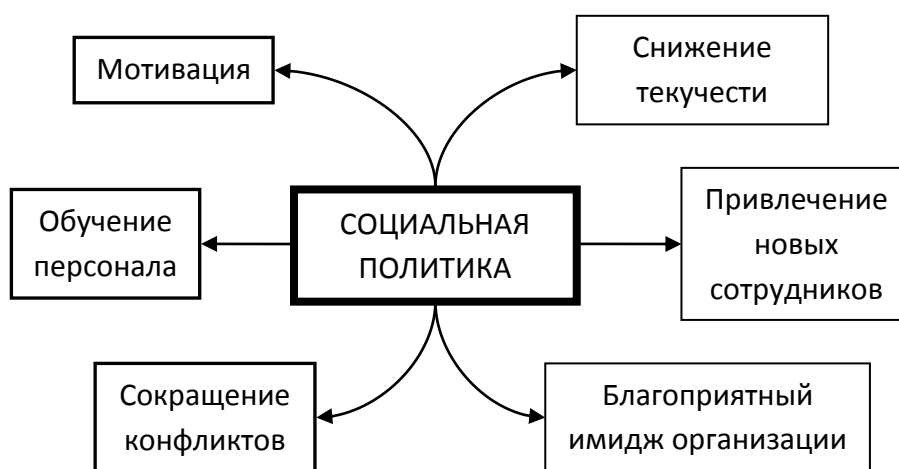 Мотивация
Снижение
текучести
Обучение
персонала
СОЦИАЛЬНАЯ
ПОЛИТИКА
Привлечение
новых
сотрудников
Сокращение
конфликтов
Благоприятный
имидж организации